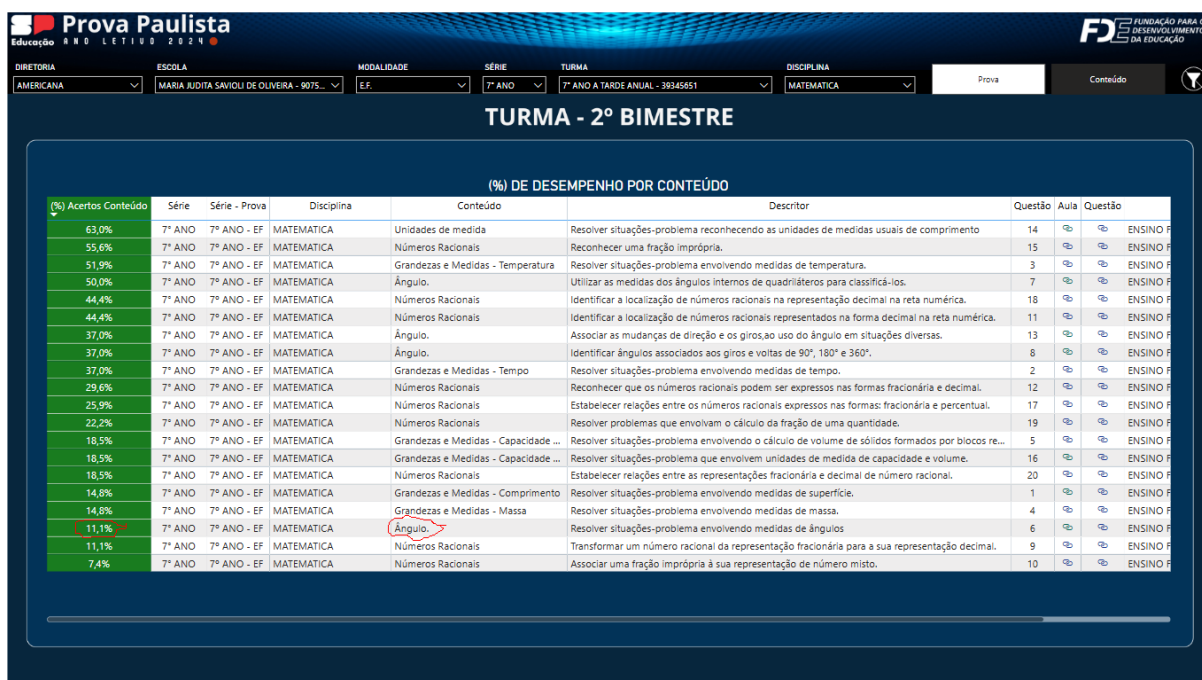 Prova Paulista
Educação ANO LETIVO 2024
FDE FUNDAÇÃO PARA O DESENVOLVIMENTO DA EDUCAÇÃO
DIRETORIA ESCOLA MODALIDADE SÉRIE TURMA DISCIPLINA
AMERICANA MARIA JUDITA SAVIOLI DE OLIVEIRA - 9075... E.F. 7° ANO 7° ANO A TARDE ANUAL - 39345651 MATEMATICA Prova Conteúdo
TURMA - 2º BIMESTRE
(%) DE DESEMPENHO POR CONTEÚDO
(%) Acertos Conteúdo Série Série - Prova Disciplina Conteúdo Descritor Questão Aula Questão
63,0% 7° ANO 7º ANO - EF MATEMATICA Unidades de medida Resolver situações-problema reconhecendo as unidades de medidas usuais de comprimento 14 ENSINO F
55,6% 7° ANO 7º ANO - EF MATEMATICA Números Racionais Reconhecer uma fração imprópria. 15 ENSINO F
51,9% 7° ANO 7º ANO - EF MATEMATICA Grandezas e Medidas - Temperatura Resolver situações-problema envolvendo medidas de temperatura. 3 ENSINO F
50,0% 7° ANO 7º ANO - EF MATEMATICA Ângulo. Utilizar as medidas dos ângulos internos de quadriláteros para classificá-los. 7 ENSINO F
44,4% 7° ANO 7º ANO - EF MATEMATICA Números Racionais Identificar a localização de números racionais na representação decimal na reta numérica. 18 ENSINO F
44,4% 7° ANO 7º ANO - EF MATEMATICA Números Racionais Identificar a localização de números racionais representados na forma decimal na reta numérica. 11 ENSINO F
37,0% 7° ANO 7º ANO - EF MATEMATICA Ângulo. Associar as mudanças de direção e os giros,ao uso do ângulo em situações diversas. 13 ENSINO F
37,0% 7° ANO 7º ANO - EF MATEMATICA Ângulo. Identificar ângulos associados aos giros e voltas de 90°, 180° e 360°. 8 ENSINO F
37,0% 7° ANO 7º ANO - EF MATEMATICA Grandezas e Medidas - Tempo Resolver situações-problema envolvendo medidas de tempo. 2 ENSINO F
29,6% 7° ANO 7º ANO - EF MATEMATICA Números Racionais Reconhecer que os números racionais podem ser expressos nas formas fracionária e decimal. 12 ENSINO F
25,9% 7° ANO 7º ANO - EF MATEMATICA Números Racionais Estabelecer relações entre os números racionais expressos nas formas: fracionária e percentual. 17 ENSINO F
22,2% 7° ANO 7º ANO - EF MATEMATICA Números Racionais Resolver problemas que envolvam o cálculo da fração de uma quantidade. 19 ENSINO F
18,5% 7° ANO 7º ANO - EF MATEMATICA Grandezas e Medidas - Capacidade ... Resolver situações-problema envolvendo o cálculo de volume de sólidos formados por blocos re... 5 ENSINO F
18,5% 7° ANO 7º ANO - EF MATEMATICA Grandezas e Medidas - Capacidade ... Resolver situações-problema que envolvem unidades de medida de capacidade e volume. 16 ENSINO F
18,5% 7° ANO 7º ANO - EF MATEMATICA Números Racionais Estabelecer relações entre as representações fracionária e decimal de número racional. 20 ENSINO F
14,8% 7° ANO 7º ANO - EF MATEMATICA Grandezas e Medidas - Comprimento Resolver situações-problema envolvendo medidas de superfície. 1 ENSINO F
14,8% 7° ANO 7º ANO - EF MATEMATICA Grandezas e Medidas - Massa Resolver situações-problema envolvendo medidas de massa. 4 ENSINO F
11,1% 7° ANO 7º ANO - EF MATEMATICA Ângulo. Resolver situações-problema envolvendo medidas de ângulos 6 ENSINO F
11,1% 7° ANO 7º ANO - EF MATEMATICA Números Racionais Transformar um número racional da representação fracionária para a sua representação decimal. 9 ENSINO F
7,4% 7° ANO 7º ANO - EF MATEMATICA Números Racionais Associar uma fração imprópria à sua representação de número misto. 10 ENSINO F